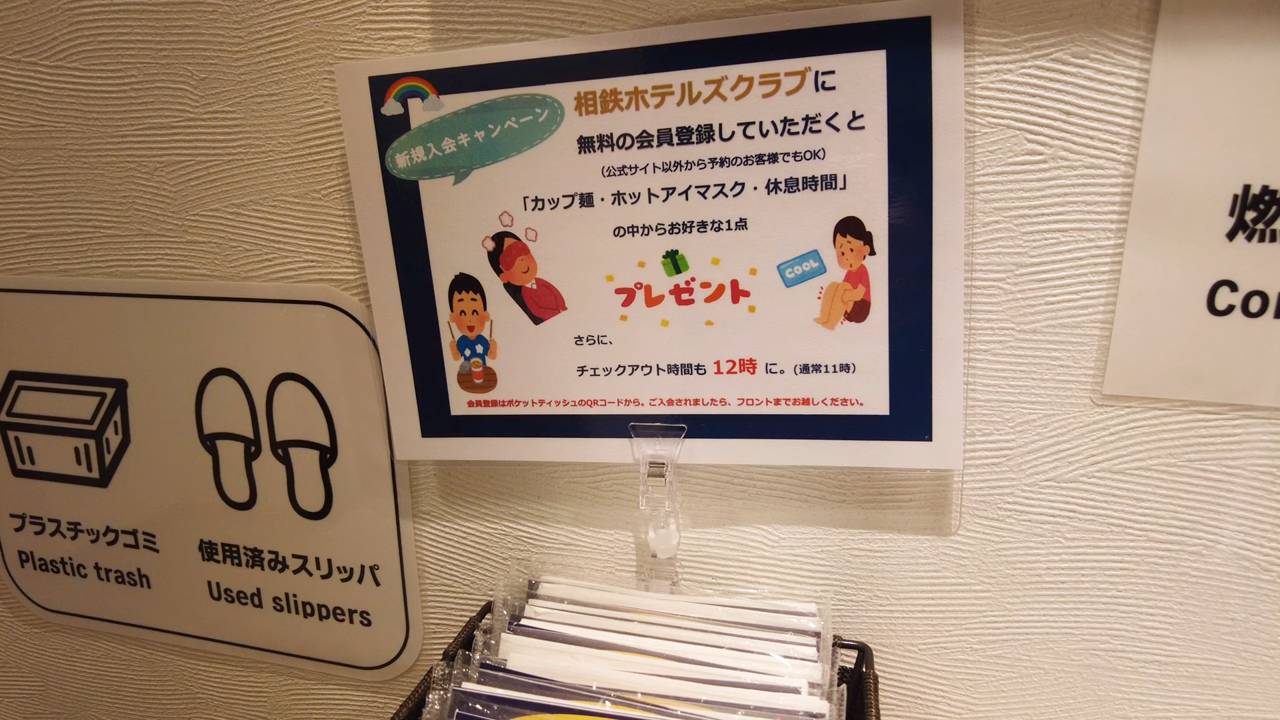 新規入会キャンペーン
相鉄ホテルズクラブに
無料の会員登録していただくと
（公式サイト以外から予約のお客様でもOK）
「カップ麺・ホットアイマスク・休息時間」
の中からお好きな1点
COOL
プレゼント
さらに、
チェックアウト時間も 12時 に。(通常11時)
会員登録はポケットティッシュのQRコードから。ご入会されましたら、フロントまでお越しください。
プラスチックゴミ
Plastic trash
使用済みスリッパ
Used slippers
燃
Co